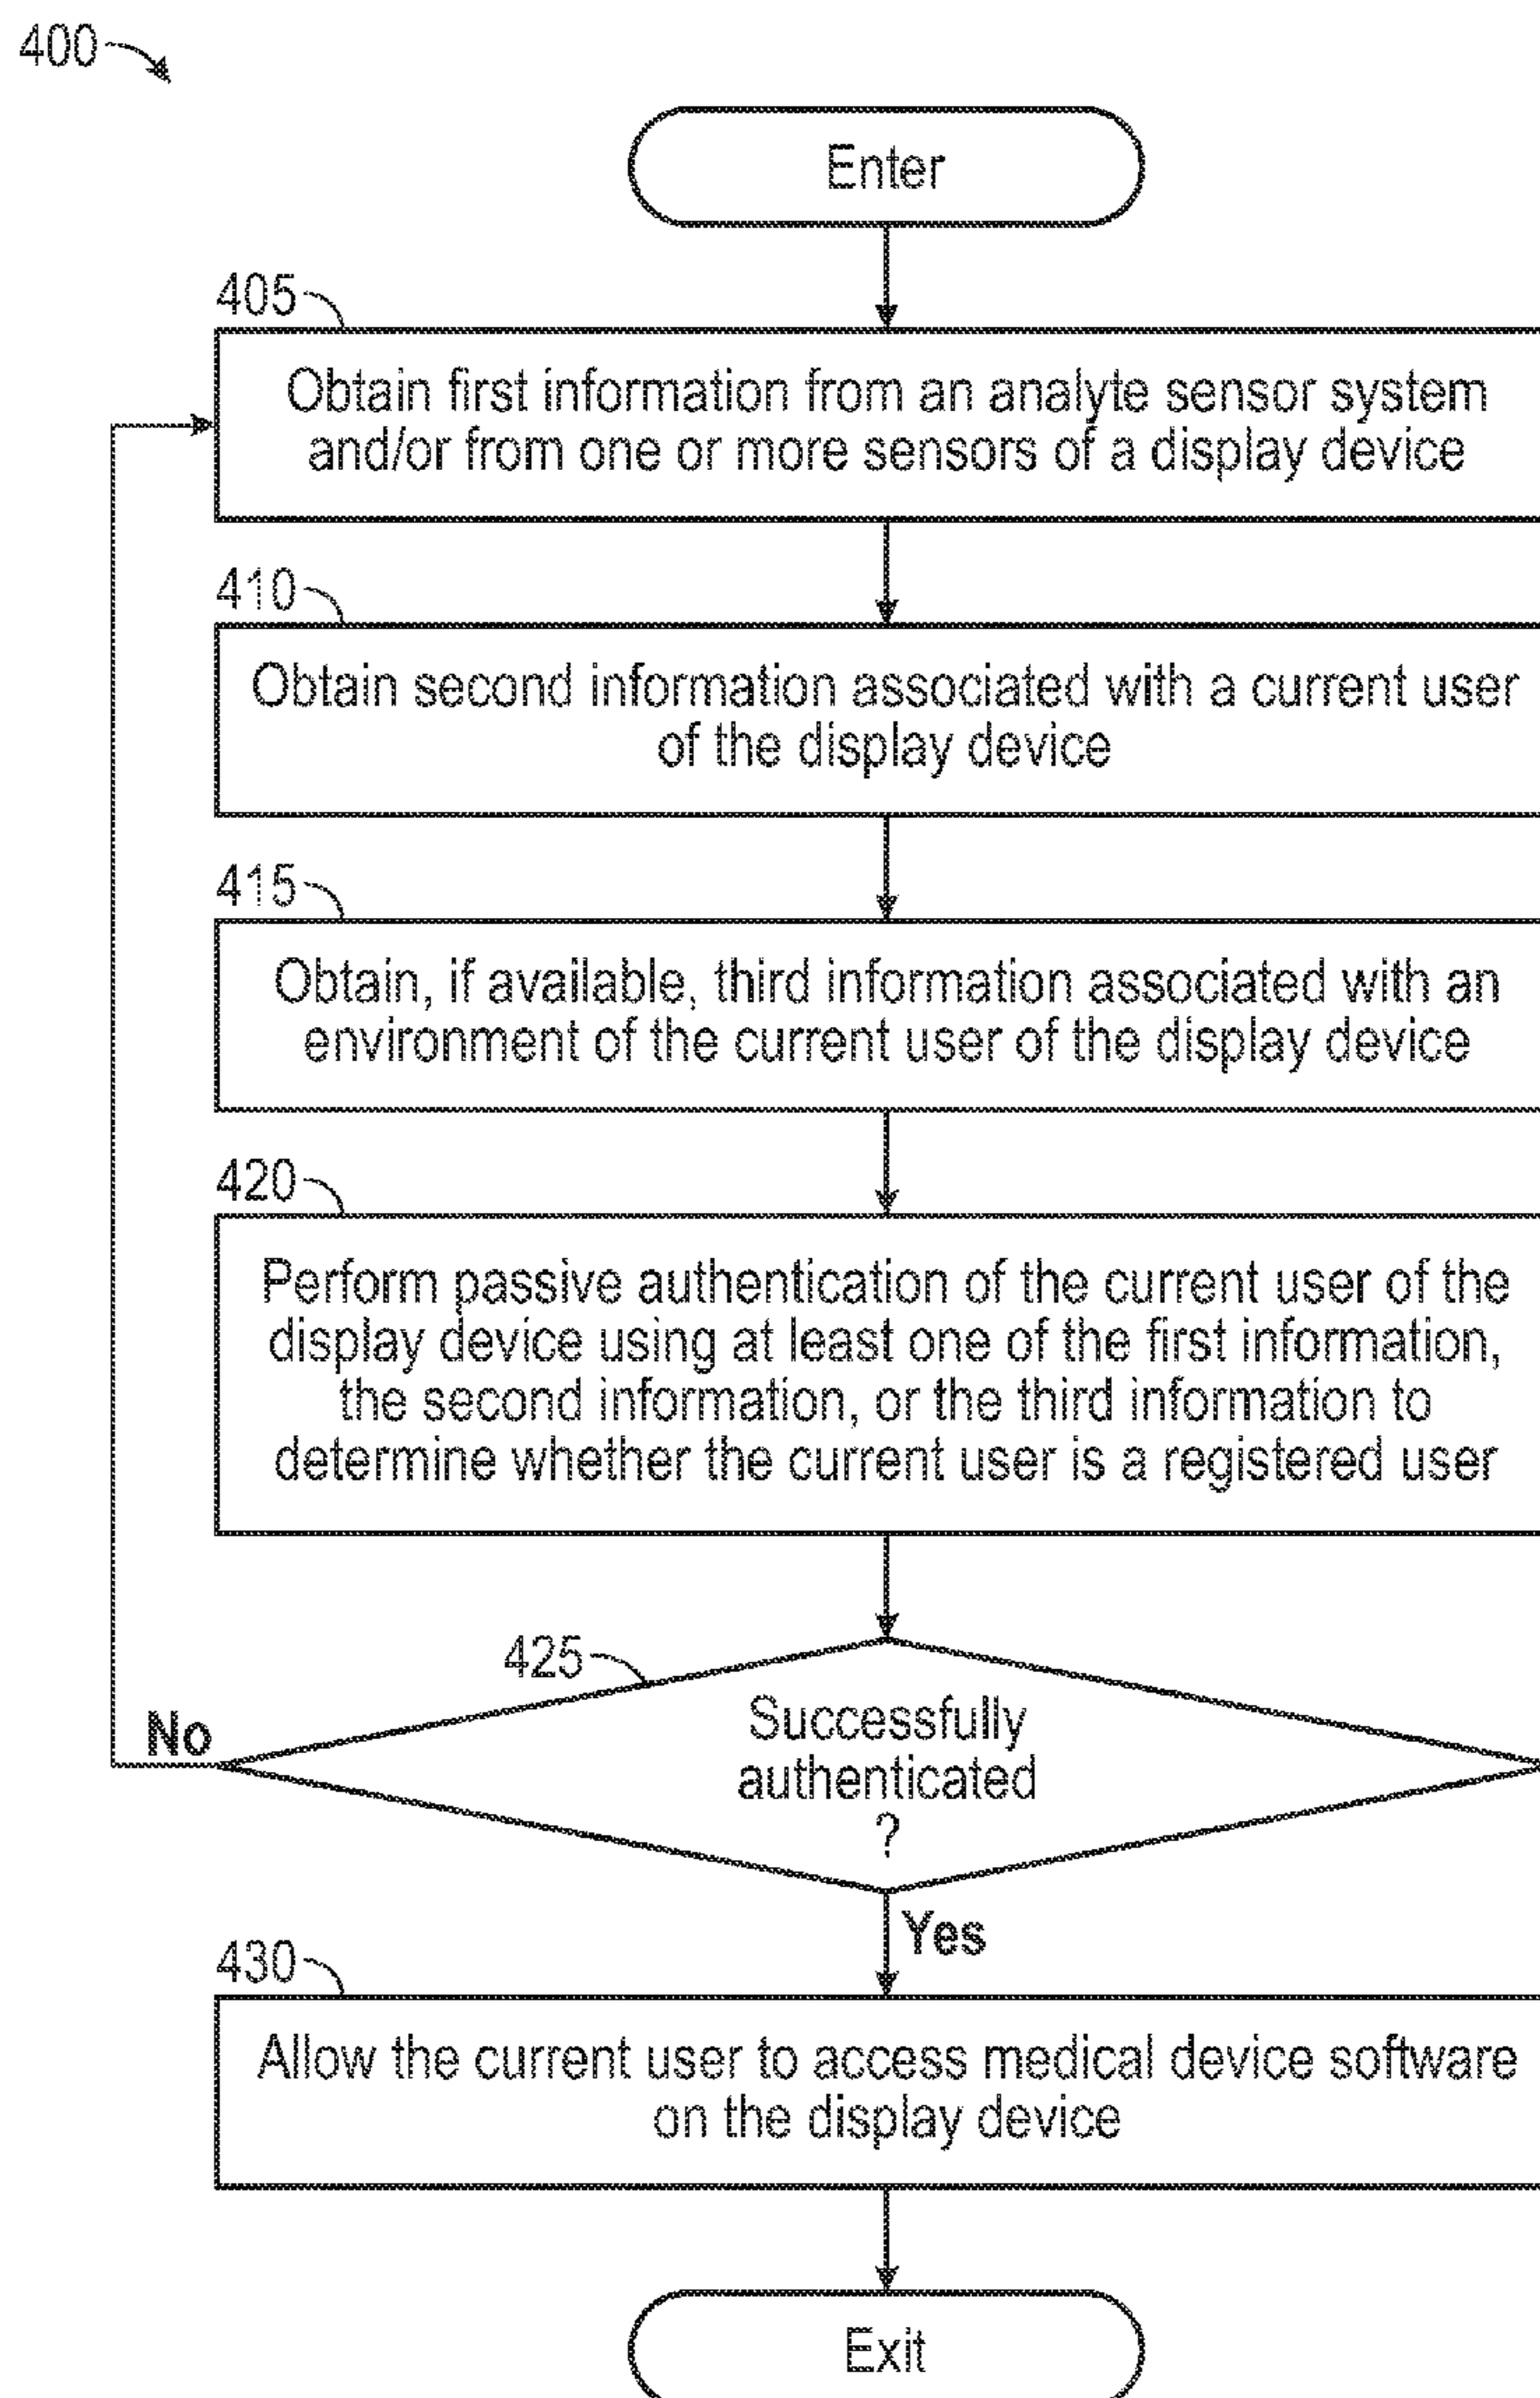 400
Enter
405
Obtain first information from an analyte sensor system
and/or from one or more sensors of a display device
410
Obtain second information associated with a current user
of the display device
415
Obtain, if available, third information associated with an
environment of the current user of the display device
420
Perform passive authentication of the current user of the
display device using at least one of the first information,
the second information, or the third information to
determine whether the current user is a registered user
425
Successfully
authenticated
?
No
Yes
430
Allow the current user to access medical device software
on the display device
Exit